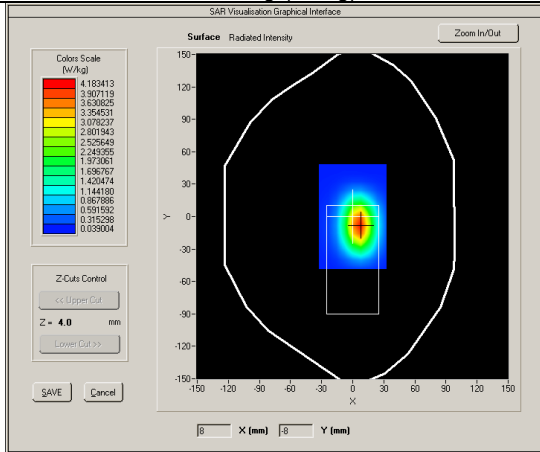 SAR Visualisation Graphical Interface
Surface Radiated Intensity
Zoom In/Out
Colors Scale
(W/kg)
4.183413
3.907119
3.630825
3.354531
3.078237
2.801943
2.525649
2.249355
1.973061
1.696767
1.420474
1.144180
0.867886
0.591592
0.315298
0.039004
Z-Cuts Control
<< Upper Cut
Z = 4.0 mm
Lower Cut >>
SAVE Cancel
150-
120-
90-
60-
30-
0-
-30-
-60-
-90-
-120-
-150-
Y
-150 -120 -90 -60 -30 0 30 60 90 120 150
X
8 X (mm) -8 Y (mm)